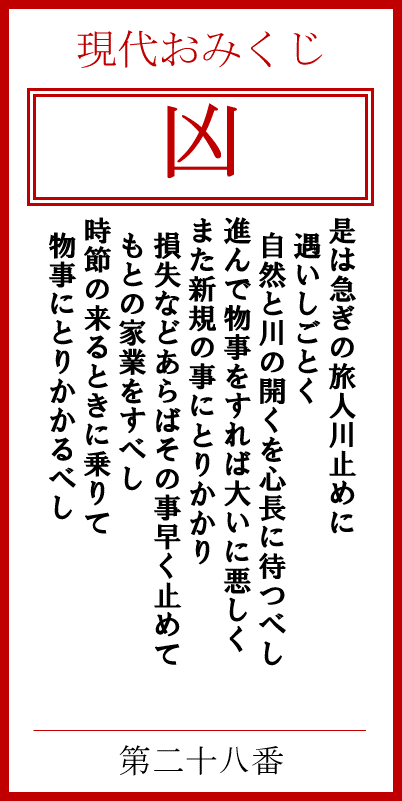 現代おみくじ
凶
是は急ぎの旅人川止めに
遇いしごとく
自然と川の開くを心長に待つべし
進んで物事をすれば大いに悪しく
また新規の事にとりかかり
損失などあらばその事早く止めて
もとの家業をすべし
時節の来るときに乗りて
物事にとりかかるべし
第二十八番